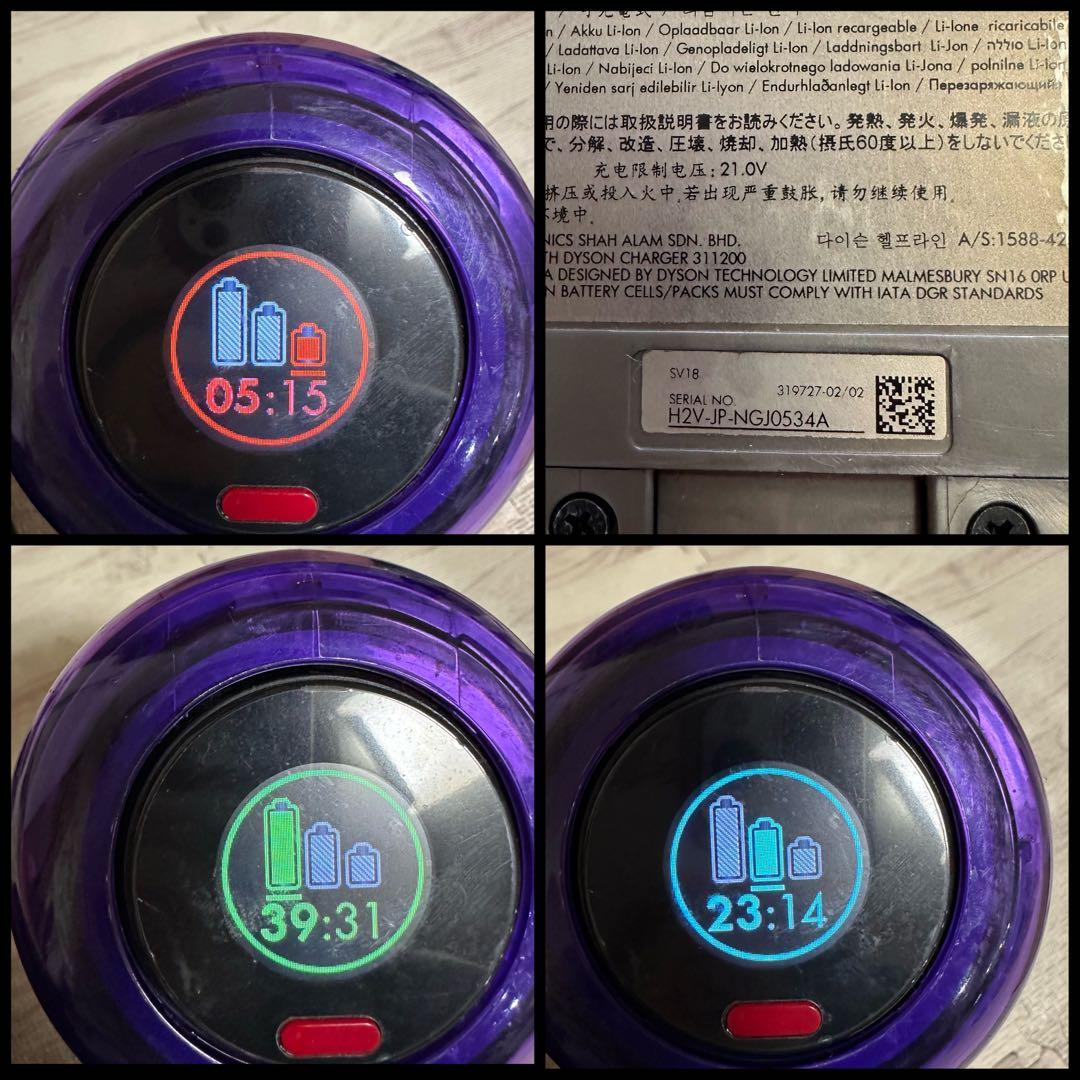 05:15
/ Akku Li-Ion / Oplaadbaar Li-Ion / Li-Ion recargeable / Li-Ione ricaricabile
/ Ladattava Li-Ion / Genopladeligt Li-Ion / Laddningsbart Li-Jon / סוללה Li-Ion
Li-Ion / Nabijeci Li-Ion / Do wielokrotnego ladowania Li-Jona / polnilne Li-Ion
/ Yeniden sarj edilebilir Li-Iyon / Endurhlaðanlegt Li-Ion / Перезаряжающий
用の際には取扱説明書をお読みください。発熱、発火、爆発、漏液の原
で、分解、改造、圧壊、焼却、加熱(摂氏60度以上)をしないでくださ
充电限制电压:21.0V
挤压或投入火中.若出现严重鼓胀,请勿继续使用.
环境中.
NICS SHAH ALAM SDN. BHD. 다이슨 헬프라인 A/S:1588-42
TH DYSON CHARGER 311200
A DESIGNED BY DYSON TECHNOLOGY LIMITED MALMESBURY SN16 0RP U
N BATTERY CELLS/PACKS MUST COMPLY WITH IATA DGR STANDARDS
SV18
319727-02/02
SERIAL NO.
H2V-JP-NGJ0534A
39:31
23:14